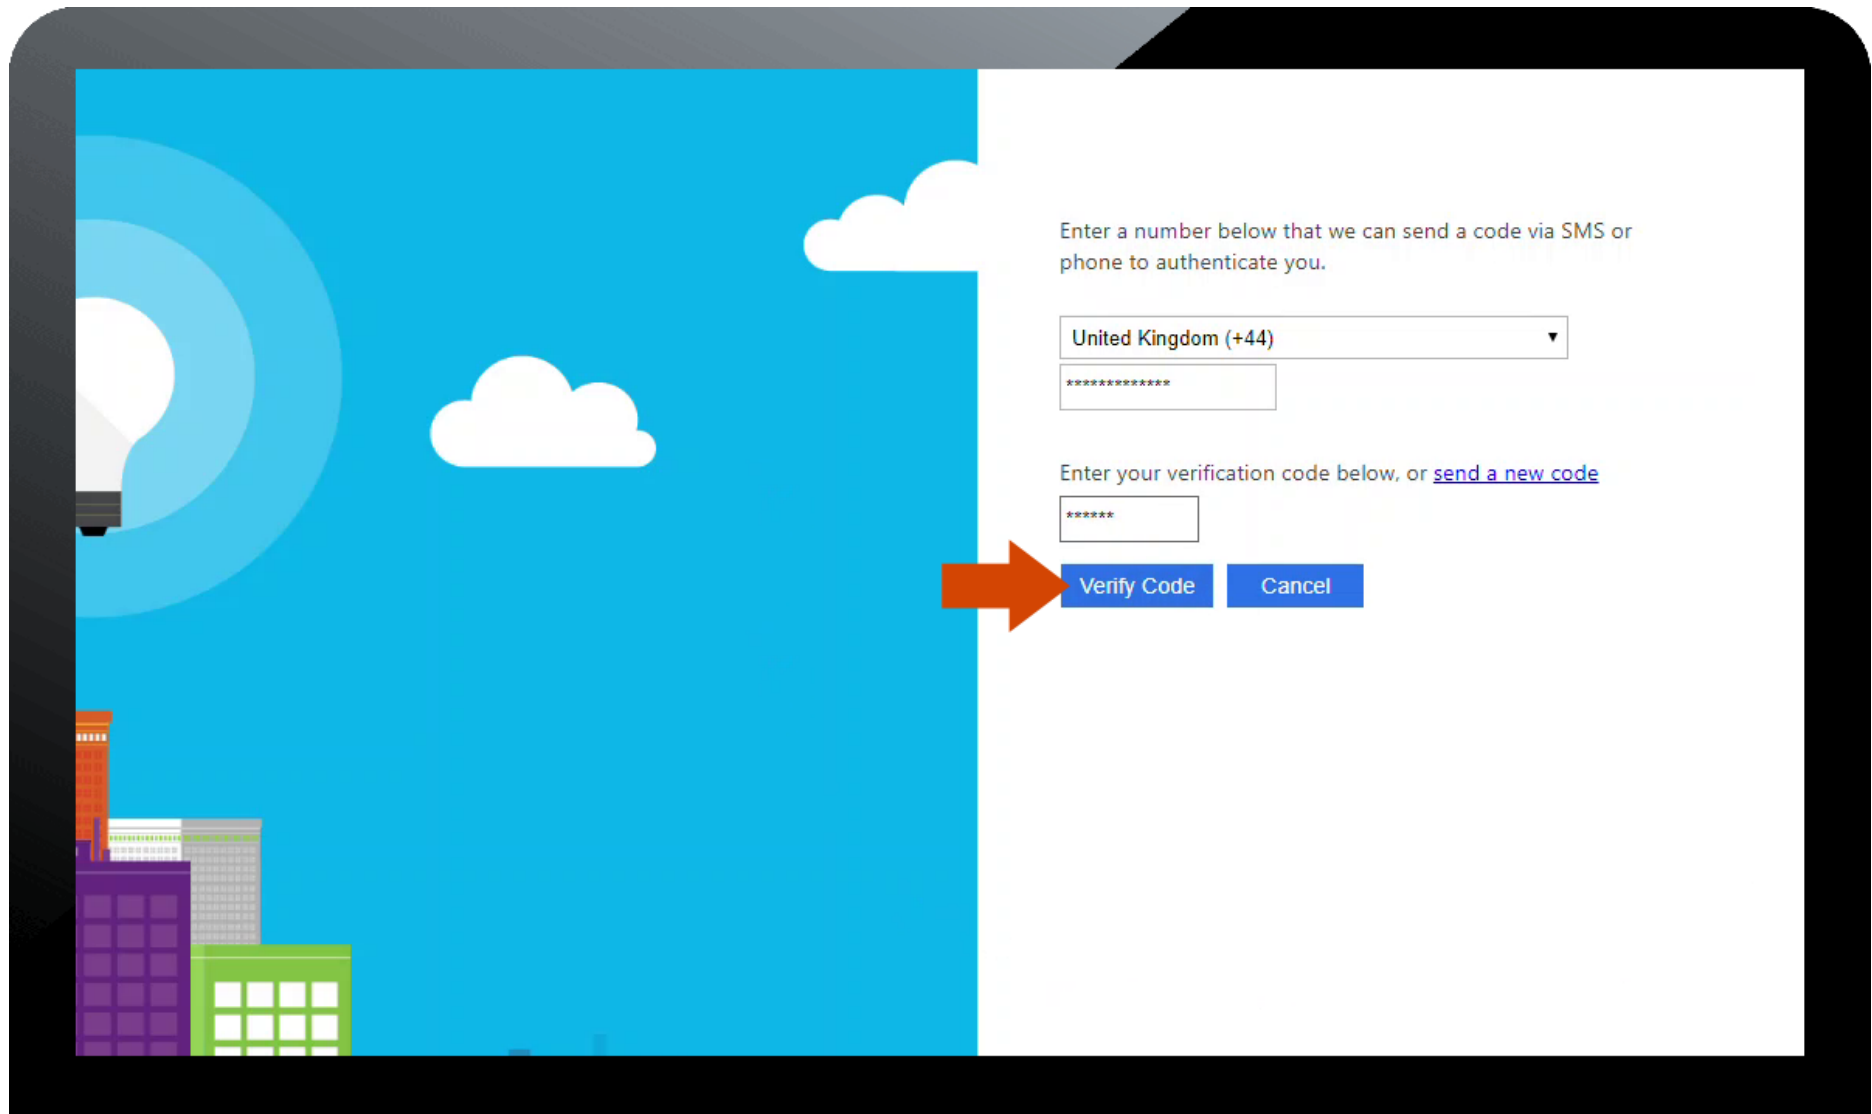 Enter a number below that we can send a code via SMS or
phone to authenticate you.
United Kingdom (+44)
*************
Enter your verification code below, or send a new code
******
Verify Code
Cancel